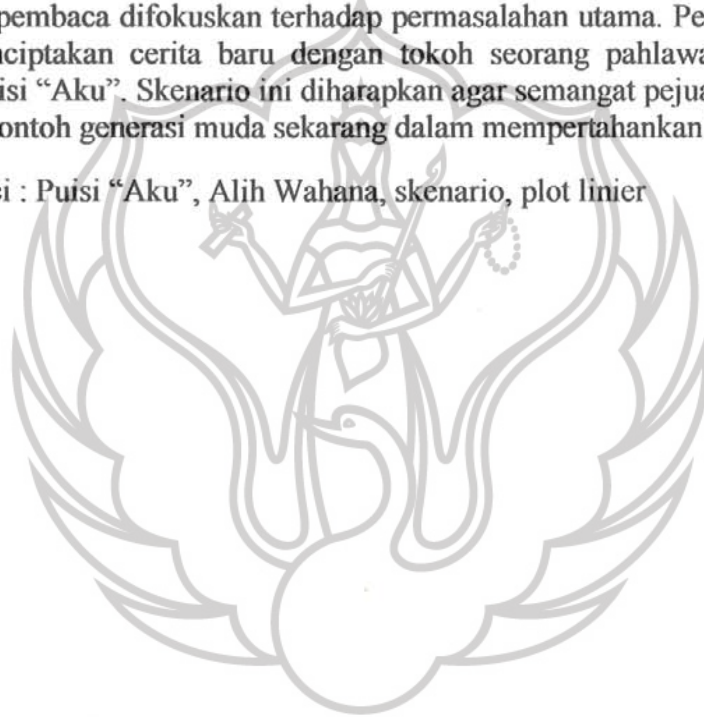 pembaca difokuskan terhadap permasalahan utama. Pe
nciptakan cerita baru dengan tokoh seorang pahlawa
isi “Aku”. Skenario ini diharapkan agar semangat pejua
ontoh generasi muda sekarang dalam mempertahankan
i : Puisi “Aku”, Alih Wahana, skenario, plot linier